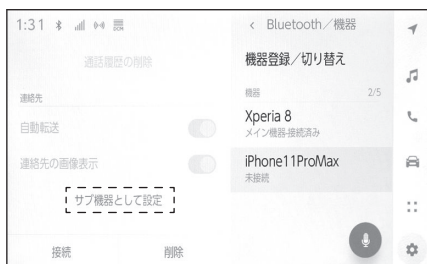 1:31
Bluetooth／機器
通話履歴の削除
連絡先
自動転送
連絡先の画像表示
サブ機器として設定
接続
削除
機器登録／切り替え
機器
2/5
Xperia 8
メイン機器-接続済み
iPhone11ProMax
未接続